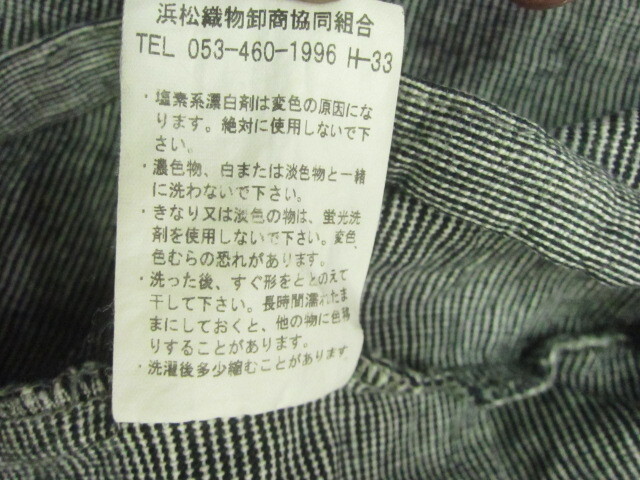 浜松織物卸商協同組合
TEL 053-460-1996 H-33
・塩素系漂白剤は変色の原因にな
ります。絶対に使用しないで下
さい。
・濃色物、白または淡色物と一緒
に洗わないで下さい。
・きなり又は淡色の物は、蛍光洗
剤を使用しないで下さい。変色、
色むらの恐れがあります。
・洗った後、すぐ形をととのえて
干して下さい。長時間濡れたま
まにしておくと、他の物に色移
りすることがあります。
・洗濯後多少縮むことがあります